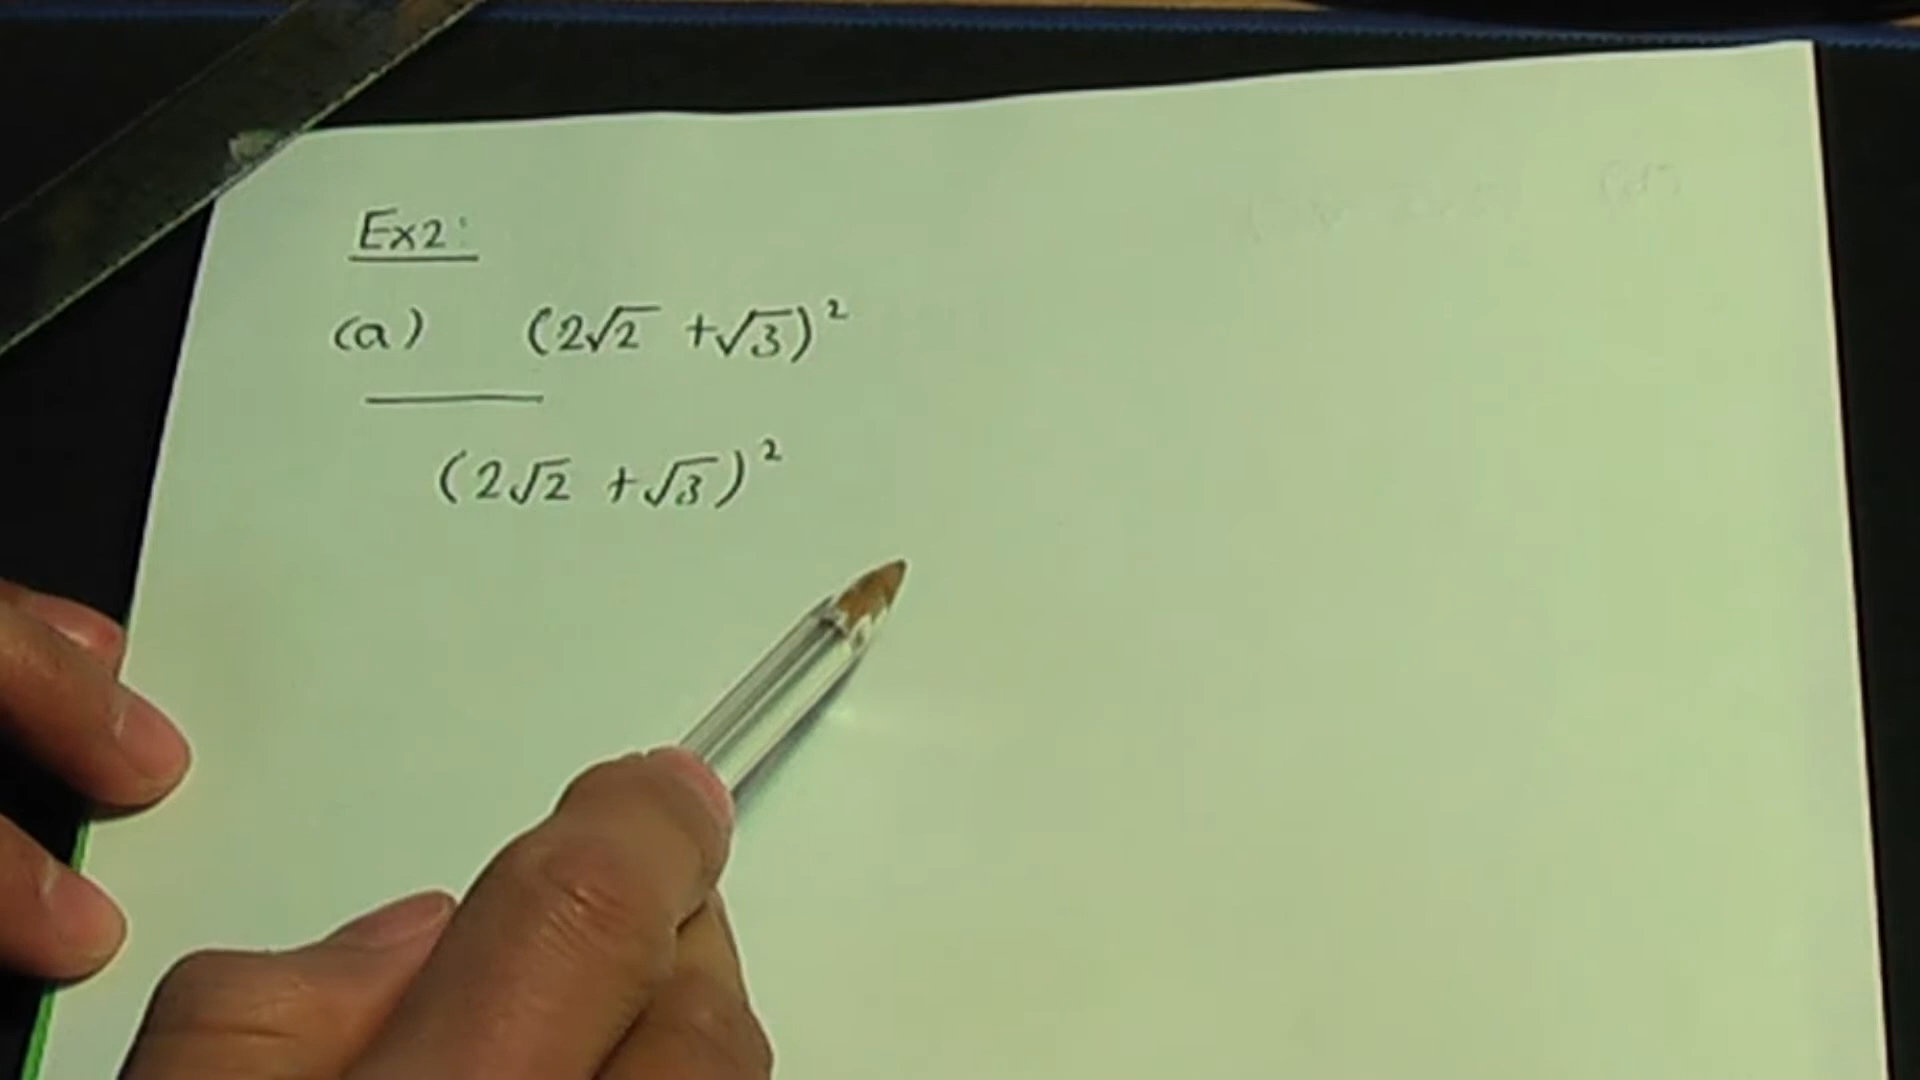 Ex2:
(a) (2√2 +√3)²
(2√2 +√3)²